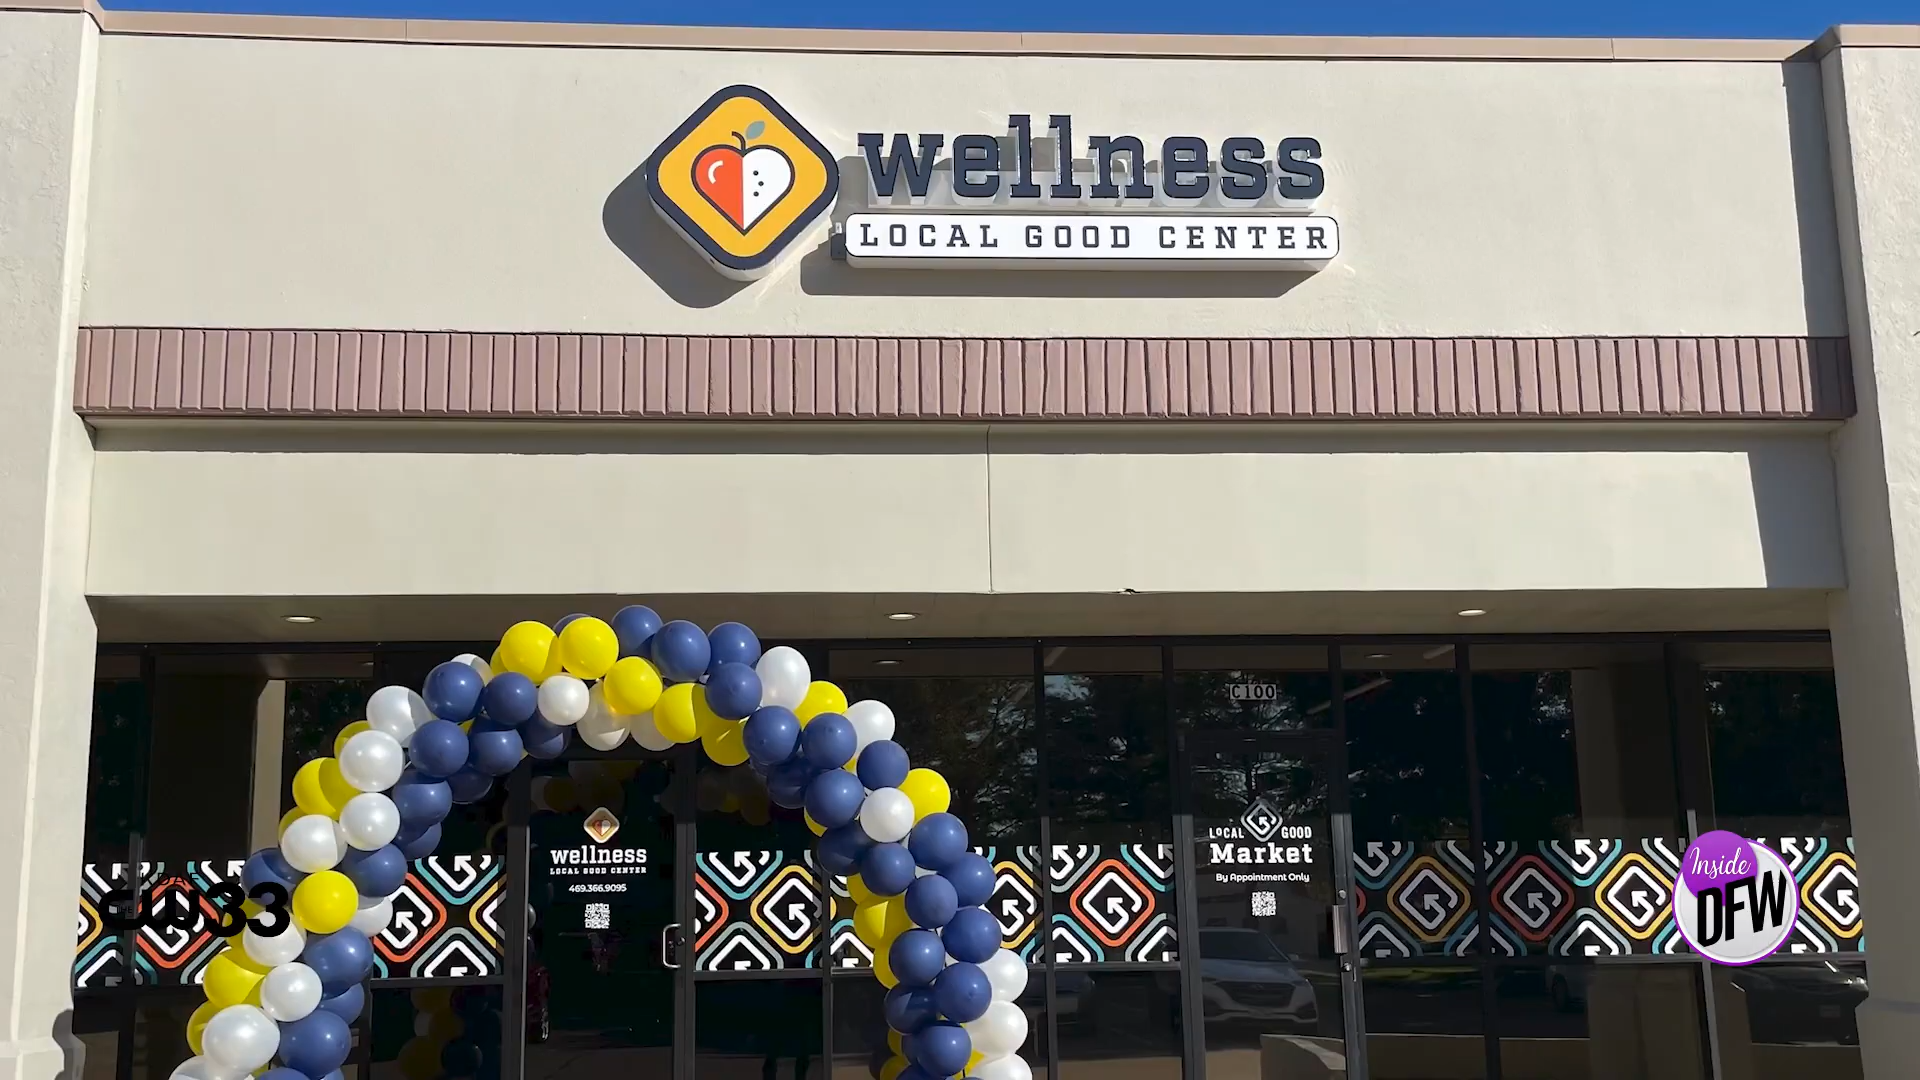 wellness
LOCAL GOOD CENTER
C100
wellness
LOCAL GOOD CENTER
469.366.9095
LOCAL GOOD
Market
By Appointment Only
CW33
Inside
DFW